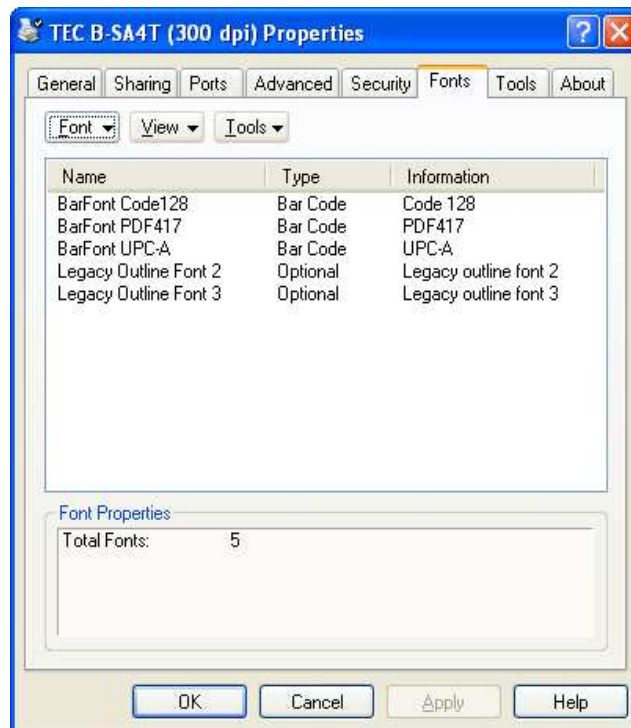 TEC B-SA4T (300 dpi) Properties
General Sharing Ports Advanced Security Fonts Tools About
Font View Tools
Name Type Information
BarFont Code128 Bar Code Code 128
BarFont PDF417 Bar Code PDF417
BarFont UPC-A Bar Code UPC-A
Legacy Outline Font 2 Optional Legacy outline font 2
Legacy Outline Font 3 Optional Legacy outline font 3
Font Properties
Total Fonts: 5
OK Cancel Apply Help